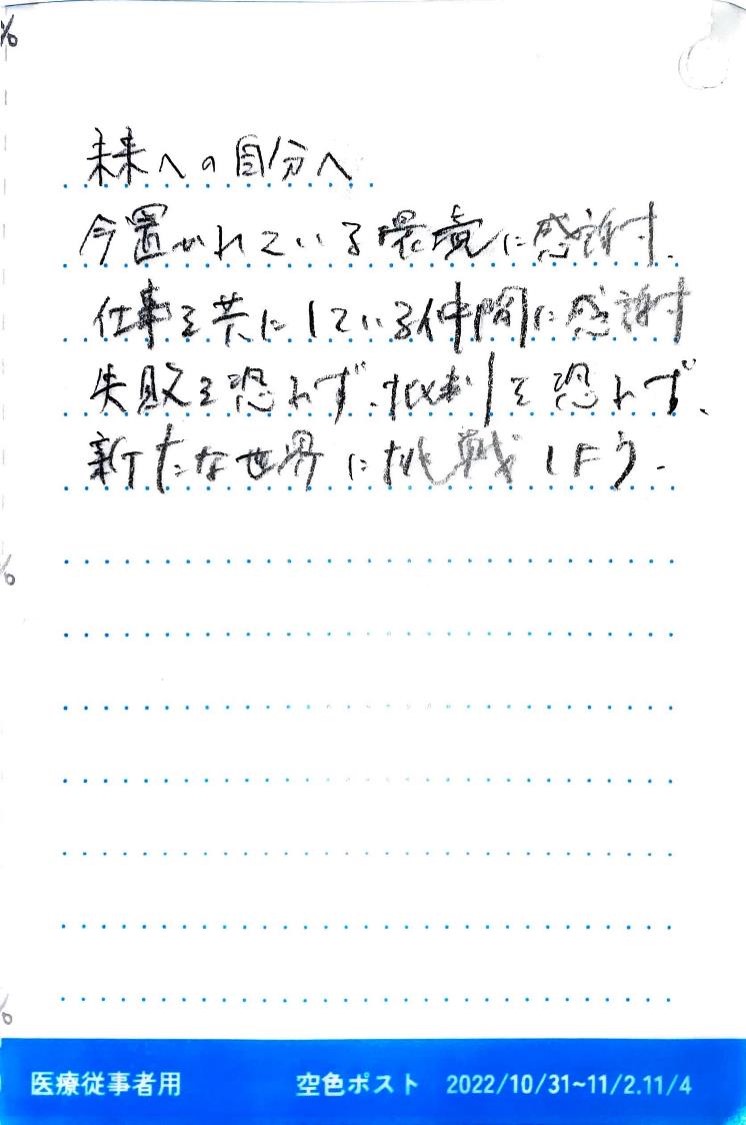 未来への自分へ
今置かれている環境に感謝.
仕事を共にしている仲間に感謝
失敗を恐れず、批判を恐れず、
新たな世界に挑戦しよう.
医療従事者用 空色ポスト 2022/10/31~11/2.11/4